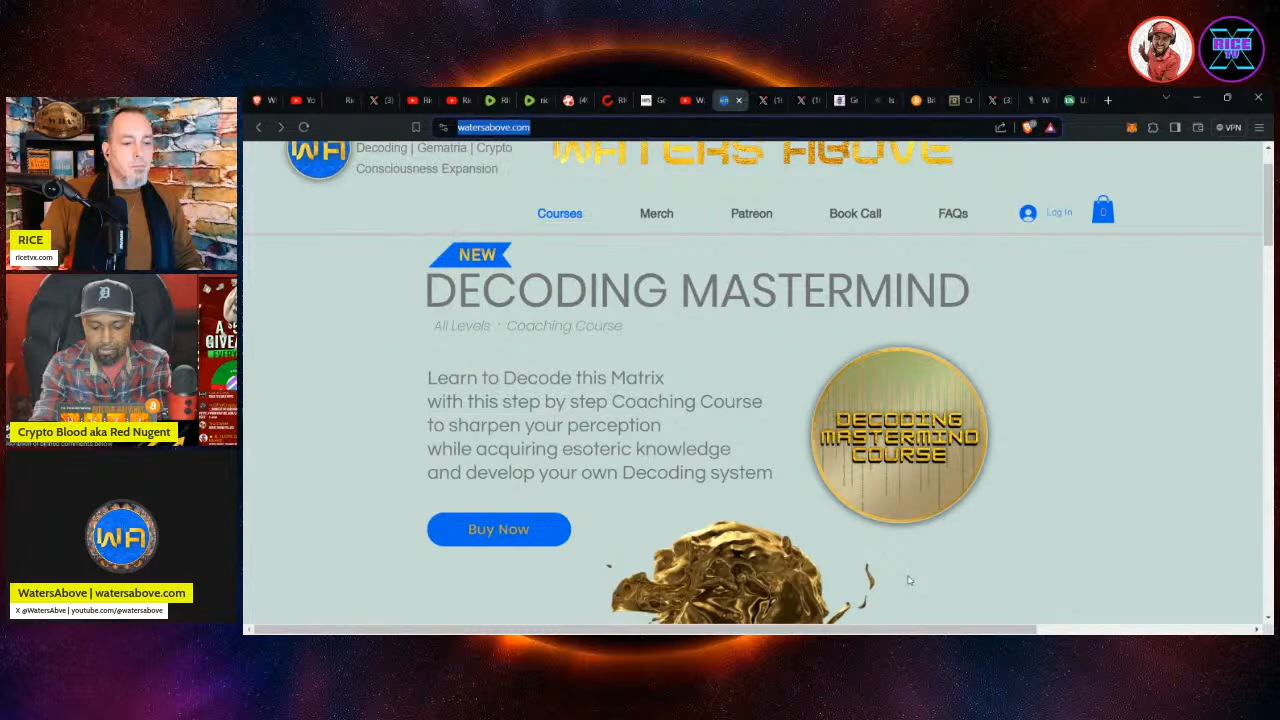 RICE
TV
watersabove.com
VPN
WA
Decoding | Gematria | Crypto
Consciousness Expansion
WATERS ABOVE
Courses
Merch
Patreon
Book Call
FAQs
Log In
0
NEW
DECODING MASTERMIND
All Levels · Coaching Course
Learn to Decode this Matrix
with this step by step Coaching Course
to sharpen your perception
while acquiring esoteric knowledge
and develop your own Decoding system
DECODING
MASTERMIND
COURSE
Buy Now
RICE
ricetvx.com
Crypto Blood aka Red Nugent
WA
WatersAbove | watersabove.com
X @WatersAbve | youtube.com/@watersabove